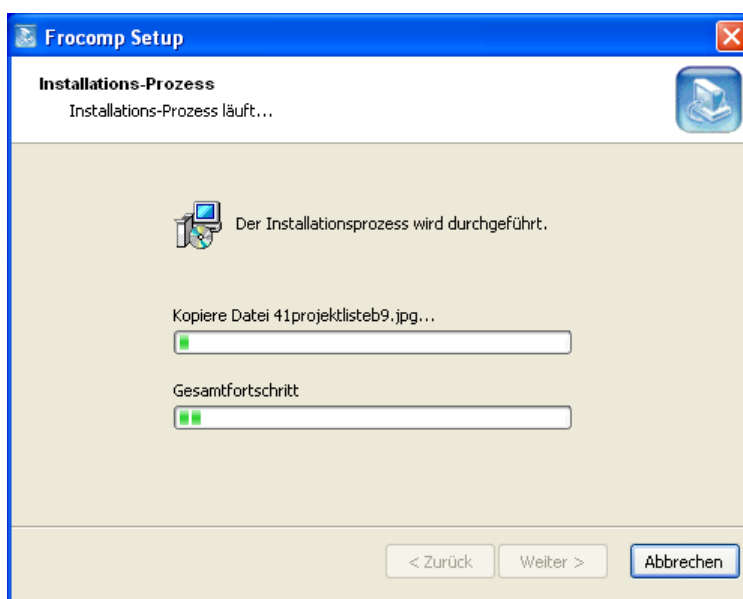 Frocomp Setup
Installations-Prozess
Installations-Prozess läuft...
Der Installationsprozess wird durchgeführt.
Kopiere Datei 41projektlisteb9.jpg...
Gesamtfortschritt
< Zurück Weiter > Abbrechen